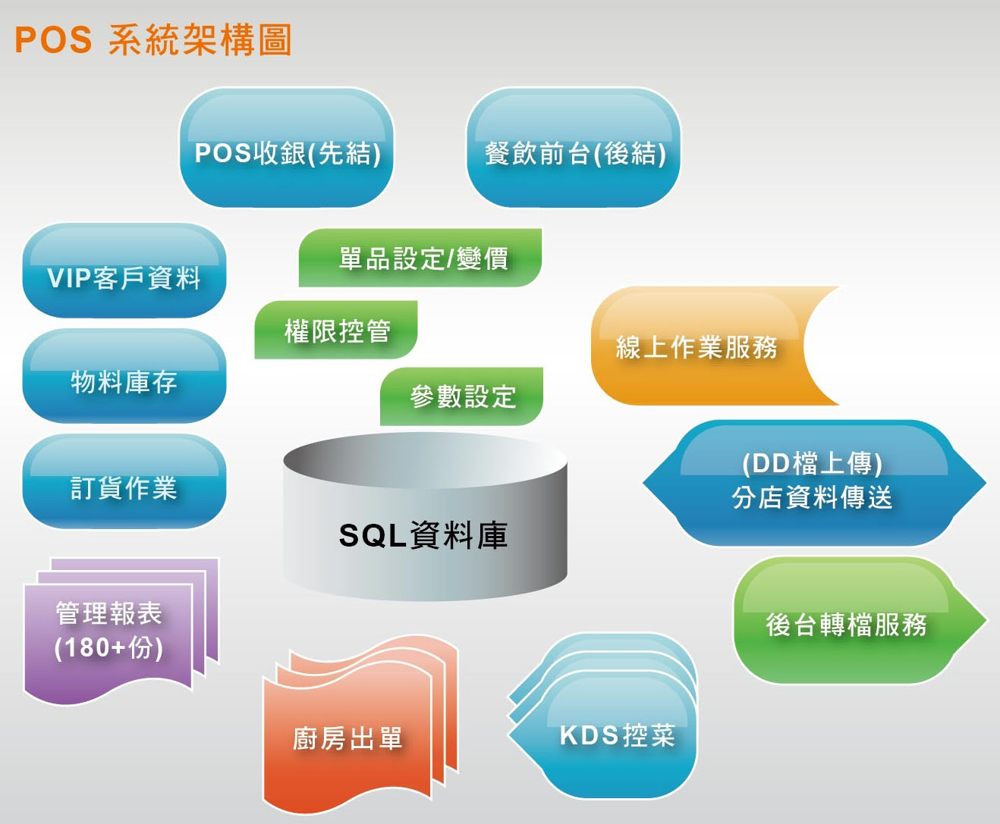 POS 系統架構圖
POS收銀(先結)
餐飲前台(後結)
VIP客戶資料
單品設定/變價
權限控管
線上作業服務
物料庫存
參數設定
(DD檔上傳)
分店資料傳送
訂貨作業
SQL資料庫
管理報表
(180+份)
後台轉檔服務
廚房出單
KDS控菜